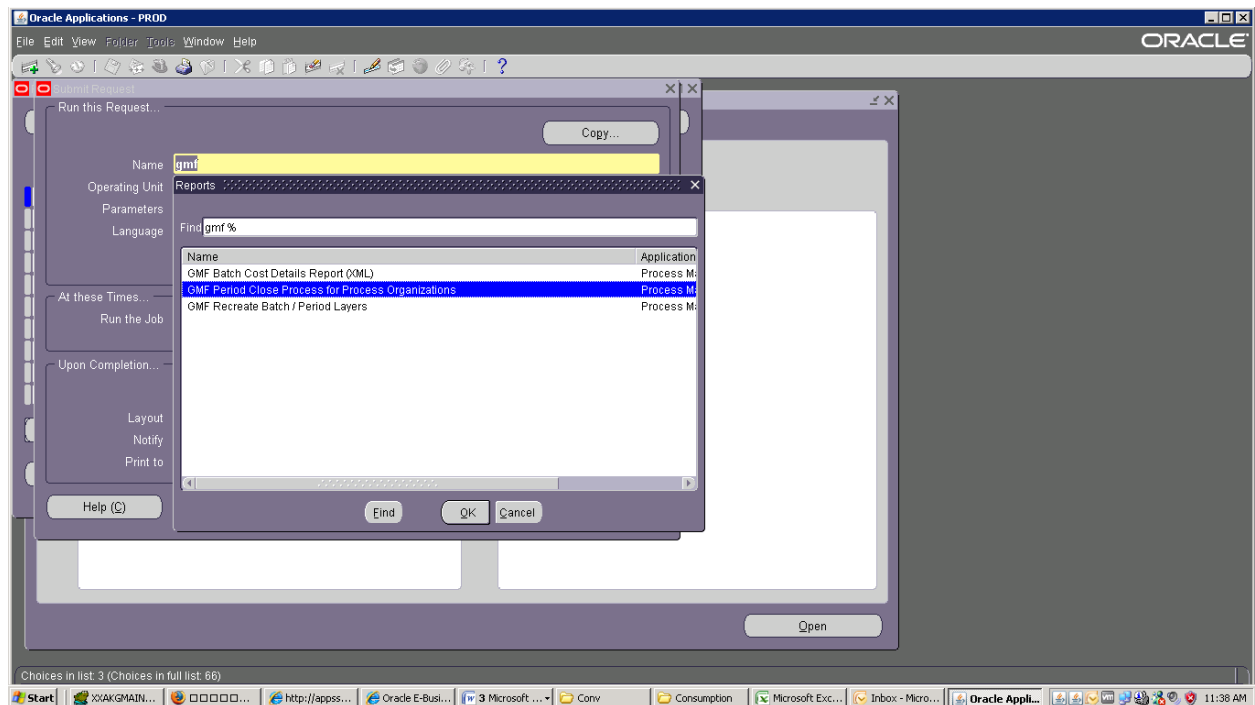 Oracle Applications - PROD
File Edit View Folder Tools Window Help
ORACLE
Submit Request
Run this Request...
Copy...
Name gmf
Operating Unit
Parameters
Language
Reports
Find gmf %
Name Application
GMF Batch Cost Details Report (XML) Process Ma
GMF Period Close Process for Process Organizations Process Ma
GMF Recreate Batch / Period Layers Process Ma
At these Times...
Run the Job
Upon Completion...
Layout
Notify
Print to
Help (C)
Find OK Cancel
Open
Choices in list: 3 (Choices in full list: 66)
Start XXAKGMAIN... http://appss... Oracle E-Busi... 3 Microsoft ... Conv Consumption Microsoft Exc... Inbox - Micro... Oracle Appli... 11:38 AM